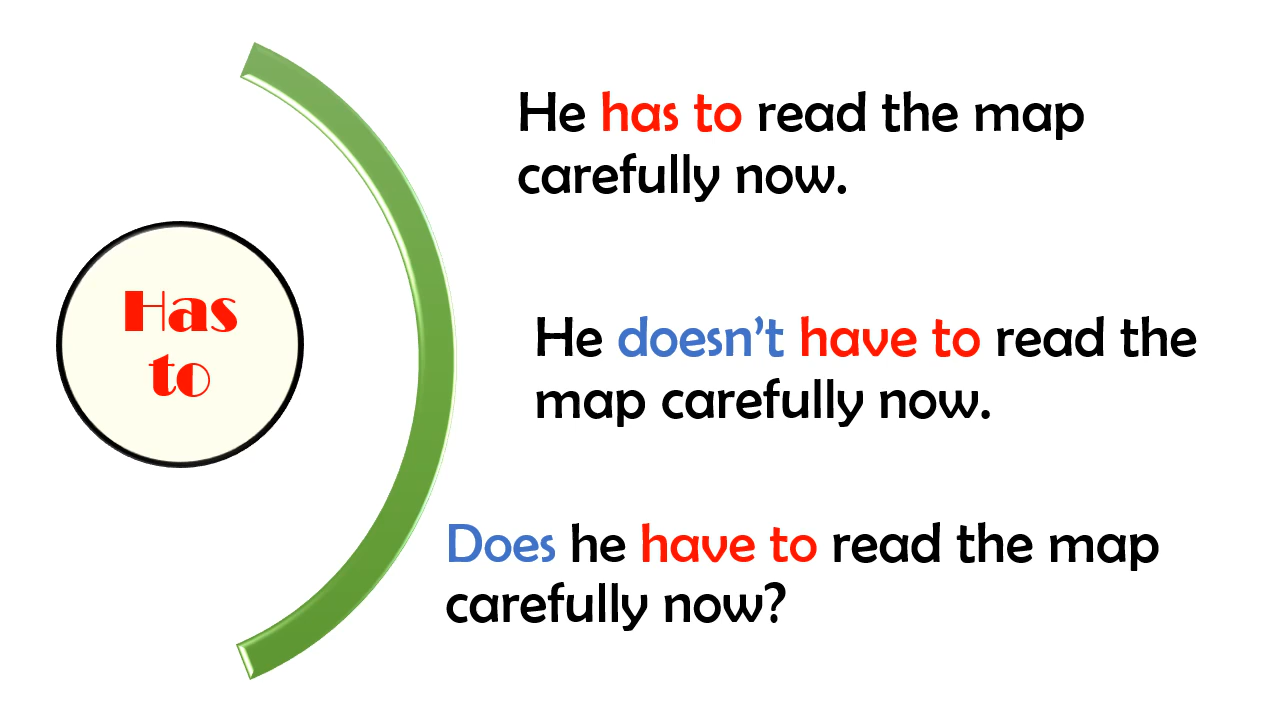 Has
to
He has to read the map
carefully now.
He doesn’t have to read the
map carefully now.
Does he have to read the map
carefully now?